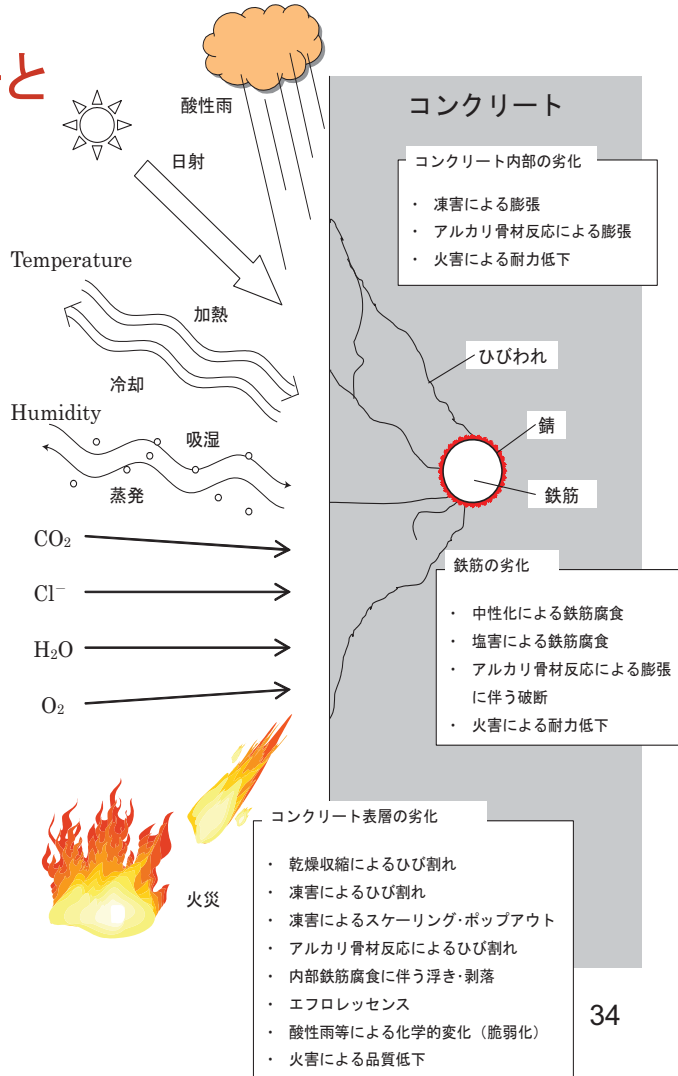 と
酸性雨
コンクリート
日射
コンクリート内部の劣化
・ 凍害による膨張
・ アルカリ骨材反応による膨張
・ 火害による耐力低下
Temperature
加熱
冷却
ひびわれ
Humidity
吸湿
蒸発
錆
鉄筋
CO₂
Cl⁻
H₂O
O₂
鉄筋の劣化
・ 中性化による鉄筋腐食
・ 塩害による鉄筋腐食
・ アルカリ骨材反応による膨張
に伴う破断
・ 火害による耐力低下
火災
コンクリート表層の劣化
・ 乾燥収縮によるひび割れ
・ 凍害によるひび割れ
・ 凍害によるスケーリング・ポップアウト
・ アルカリ骨材反応によるひび割れ
・ 内部鉄筋腐食に伴う浮き・剥落
・ エフロレッセンス
・ 酸性雨等による化学的変化（脆弱化）
・ 火害による品質低下
34